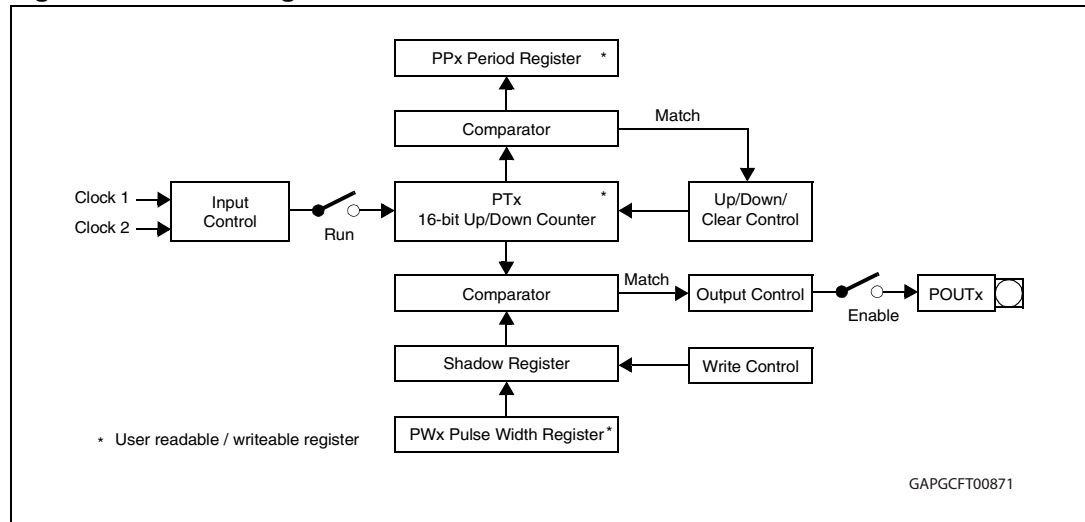 PPx Period Register *
Comparator
Match
Clock 1
Clock 2
Input
Control
Run
PTx *
16-bit Up/Down Counter
Up/Down/
Clear Control
Comparator
Match
Output Control
Enable
POUTx
Shadow Register
Write Control
PWx Pulse Width Register *
* User readable / writeable register
GAPGCFT00871